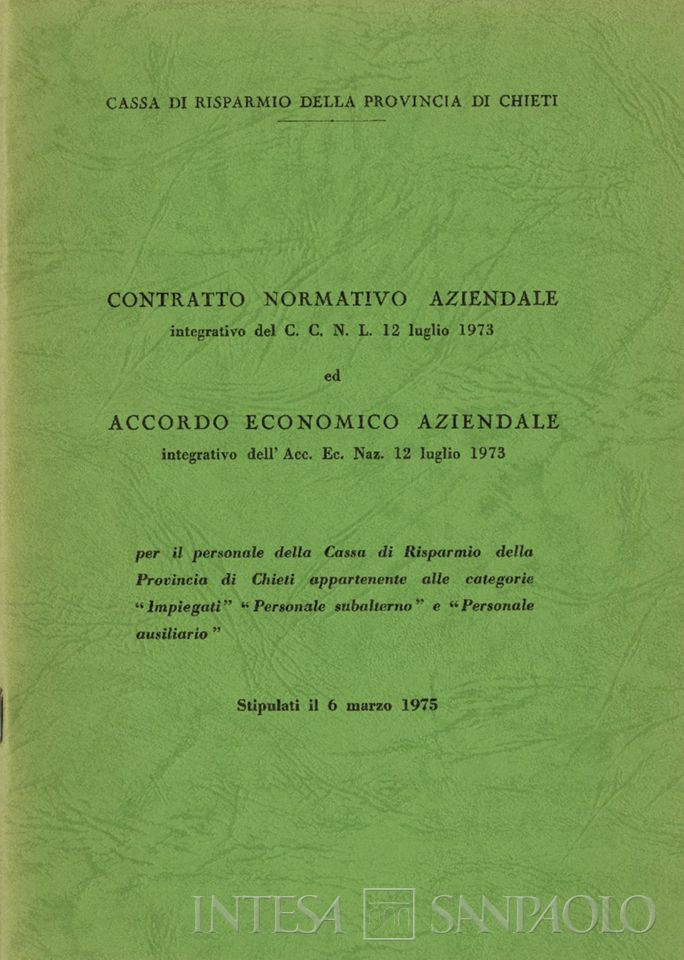 CASSA DI RISPARMIO DELLA PROVINCIA DI CHIETI
CONTRATTO NORMATIVO AZIENDALE
integrativo del C. C. N. L. 12 luglio 1973
ed
ACCORDO ECONOMICO AZIENDALE
integrativo dell' Acc. Ec. Naz. 12 luglio 1973
per il personale della Cassa di Risparmio della
Provincia di Chieti appartenente alle categorie
“Impiegati” “Personale subalterno” e “Personale
ausiliario”
Stipulati il 6 marzo 1975
INTESA SANPAOLO